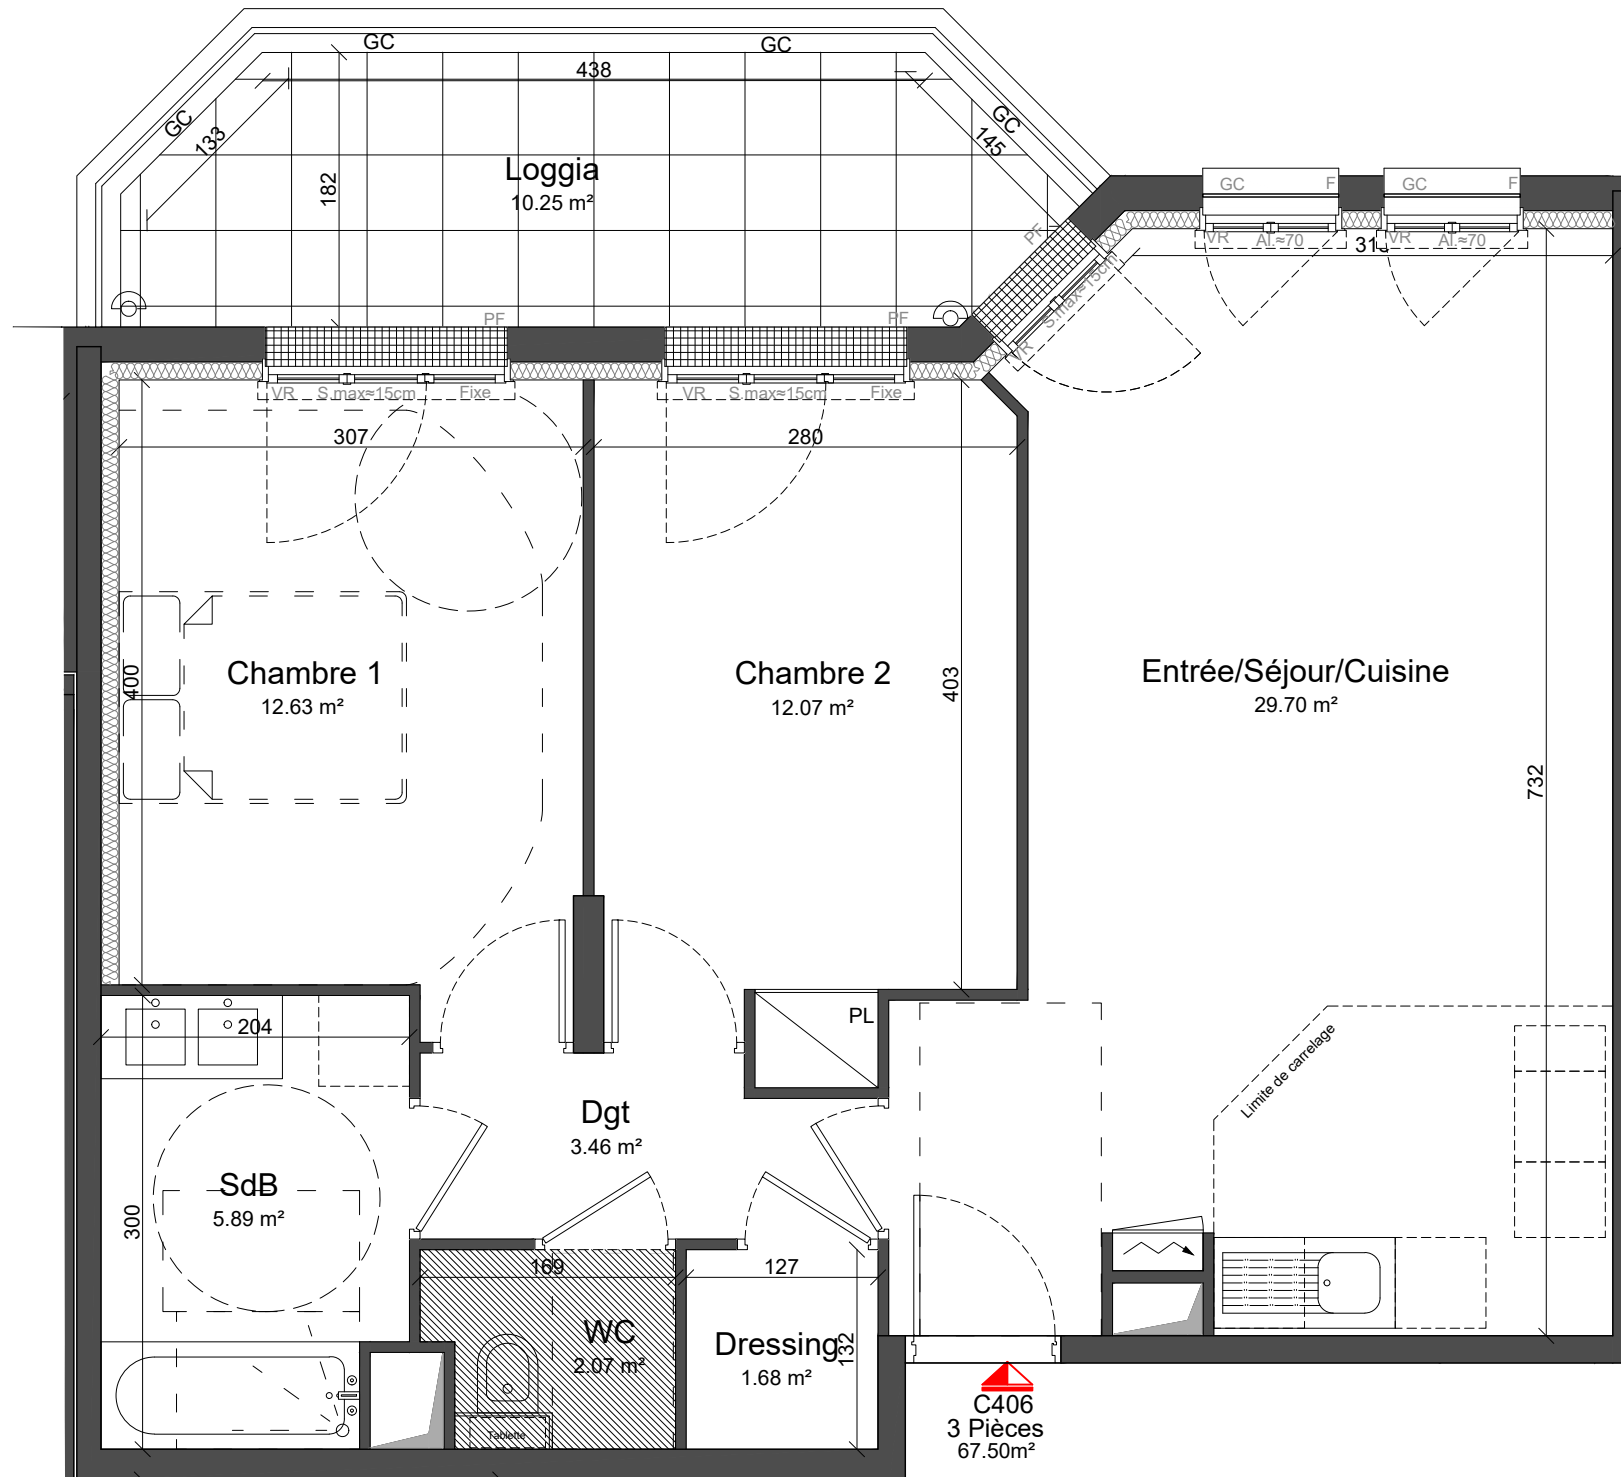 GC
GC
438
GC
GC
133
145
182
Loggia
10.25 m²
GC
F
GC
F
PF
VR
Al.≈70
VR
Al.≈70
S.max≈15cm
VR
PF
PF
VR
S.max≈15cm
Fixe
VR
S.max≈15cm
Fixe
307
280
Chambre 1
12.63 m²
400
Chambre 2
12.07 m²
403
Entrée/Séjour/Cuisine
29.70 m²
732
204
PL
Limite de carrelage
Dgt
3.46 m²
SdB
5.89 m²
300
169
127
WC
2.07 m²
Dressing
1.68 m²
132
Tablette
C406
3 Pièces
67.50m²